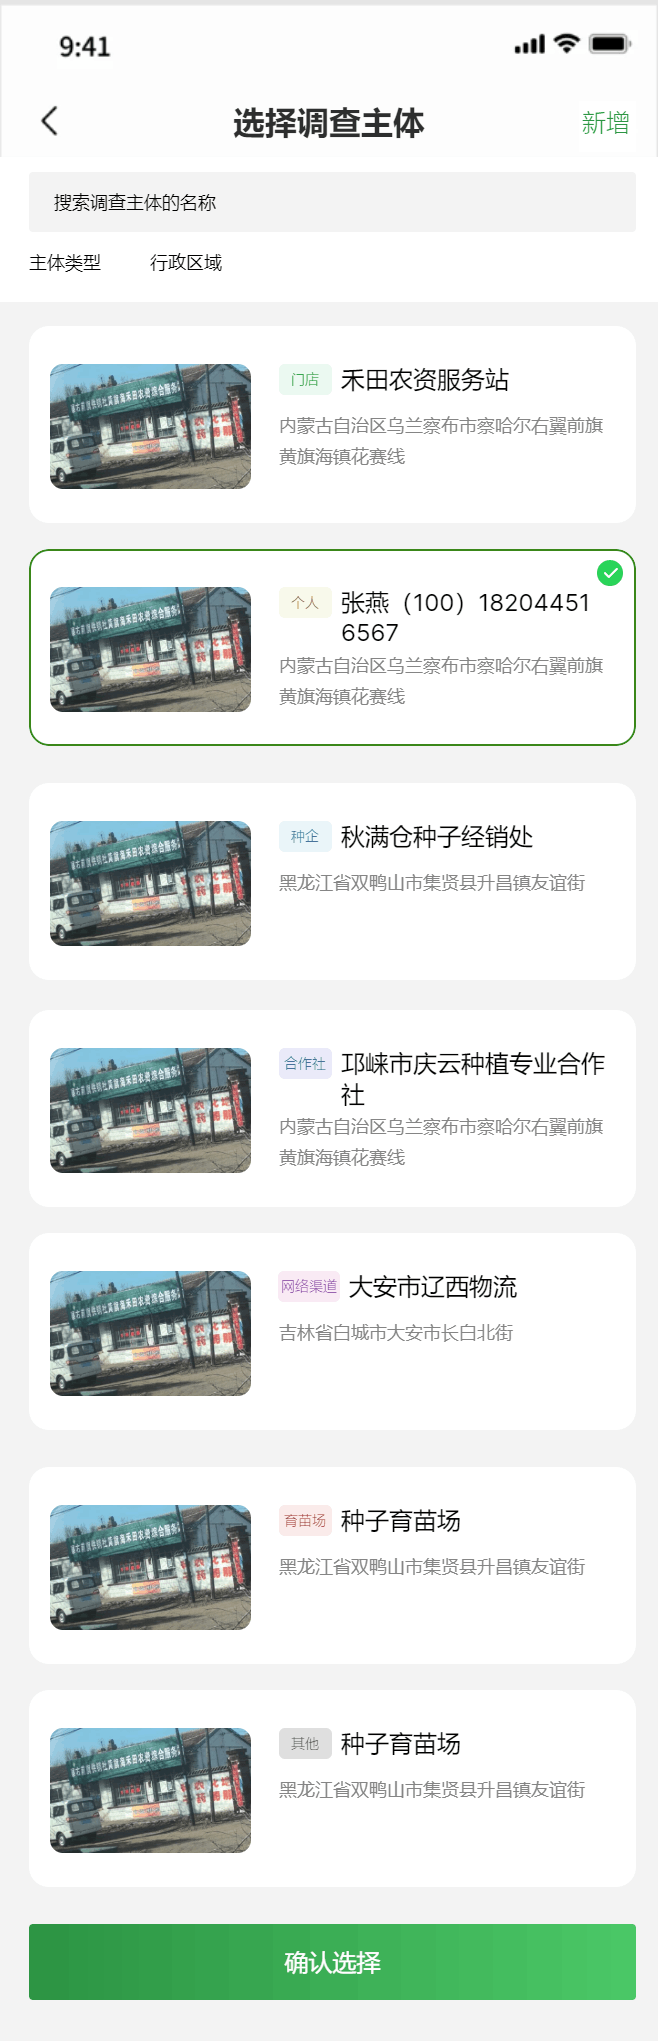 9:41
选择调查主体
新增
搜索调查主体的名称
主体类型 行政区域
门店 禾田农资服务站
内蒙古自治区乌兰察布市察哈尔右翼前旗
黄旗海镇花赛线
个人 张燕（100）18204451
6567
内蒙古自治区乌兰察布市察哈尔右翼前旗
黄旗海镇花赛线
种企 秋满仓种子经销处
黑龙江省双鸭山市集贤县升昌镇友谊街
合作社 邛崃市庆云种植专业合作
社
内蒙古自治区乌兰察布市察哈尔右翼前旗
黄旗海镇花赛线
网络渠道 大安市辽西物流
吉林省白城市大安市长白北街
育苗场 种子育苗场
黑龙江省双鸭山市集贤县升昌镇友谊街
其他 种子育苗场
黑龙江省双鸭山市集贤县升昌镇友谊街
确认选择